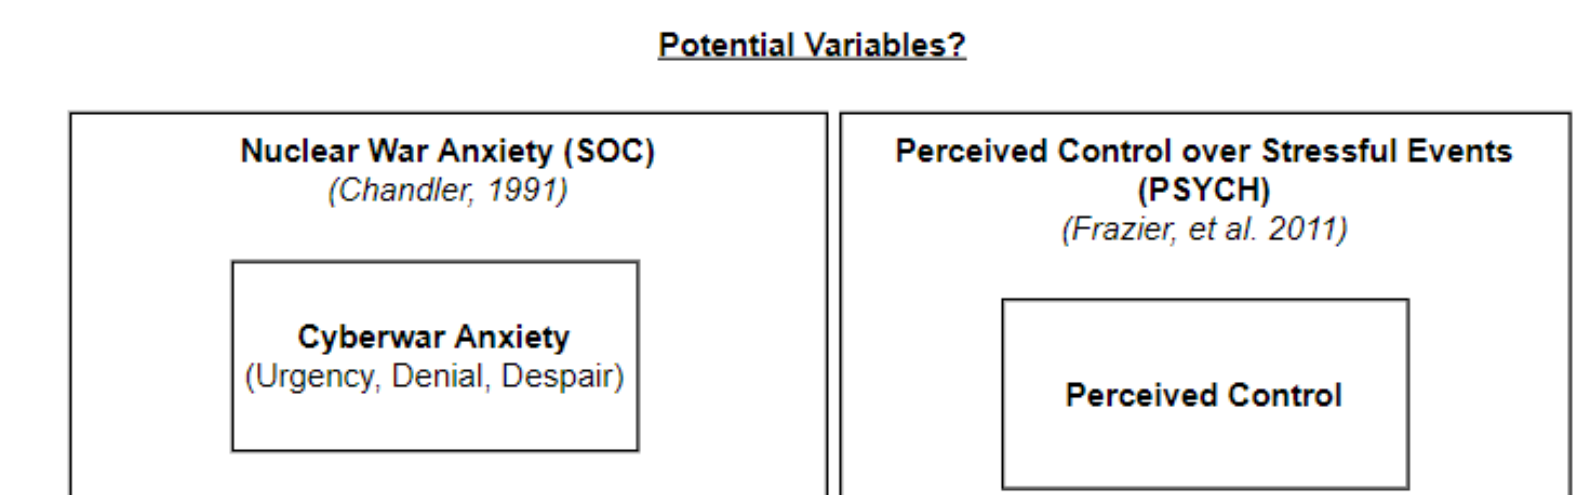 Potential Variables?
Nuclear War Anxiety (SOC)
(Chandler, 1991)
Cyberwar Anxiety
(Urgency, Denial, Despair)
Perceived Control over Stressful Events
(PSYCH)
(Frazier, et al. 2011)
Perceived Control